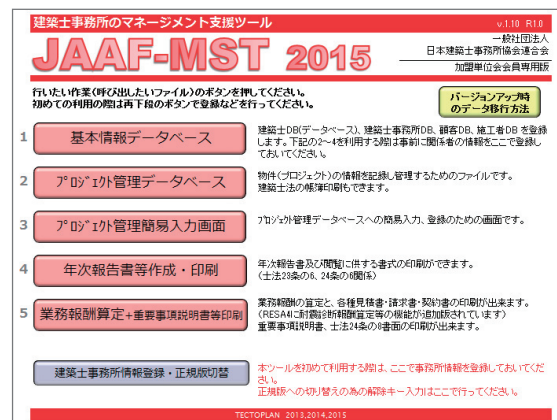 建築士事務所のマネージメント支援ツール
v.1.10 R1.0
JAAF-MST 2015
一般社団法人
日本建築士事務所協会連合会
加盟単位会会員専用版
行いたい作業(呼び出したいファイル)のボタンを押してください。
初めての利用の際は再下段のボタンで登録などを
行ってください。
バージョンアップ時
のデータ移行方法
1 基本情報データベース
建築士DB(データベース)、建築士事務所DB、顧客DB、施工者DB を登録
します。下記の2~4を利用する際は事前に関係者の情報をここで登録し
ておいてください。
2 プロジェクト管理データベース
物件(プロジェクト)の情報を記録し管理するためのファイルです。
建築士法の帳簿印刷もできます。
3 プロジェクト管理簡易入力画面
プロジェクト管理データベースへの簡易入力、登録のための画面です。
4 年次報告書等作成・印刷
年次報告書及び閲覧に供する書式の印刷ができます。
(士法23条の6、24条の6関係)
5 業務報酬算定+重要事項説明書等印刷
業務報酬の算定と、各種見積書・請求書・契約書の印刷が出来ます。
(RESA4に耐震診断報酬算定等の機能が追加版されています)
重要事項説明書、士法24条の8書面の印刷が出来ます。
建築士事務所情報登録・正規版切替
本ツールを初めて利用する際は、ここで事務所情報を登録しておいてくだ
さい。
正規版への切り替えの為の解除キー入力はここで行ってください。
TECTOPLAN 2013,2014,2015